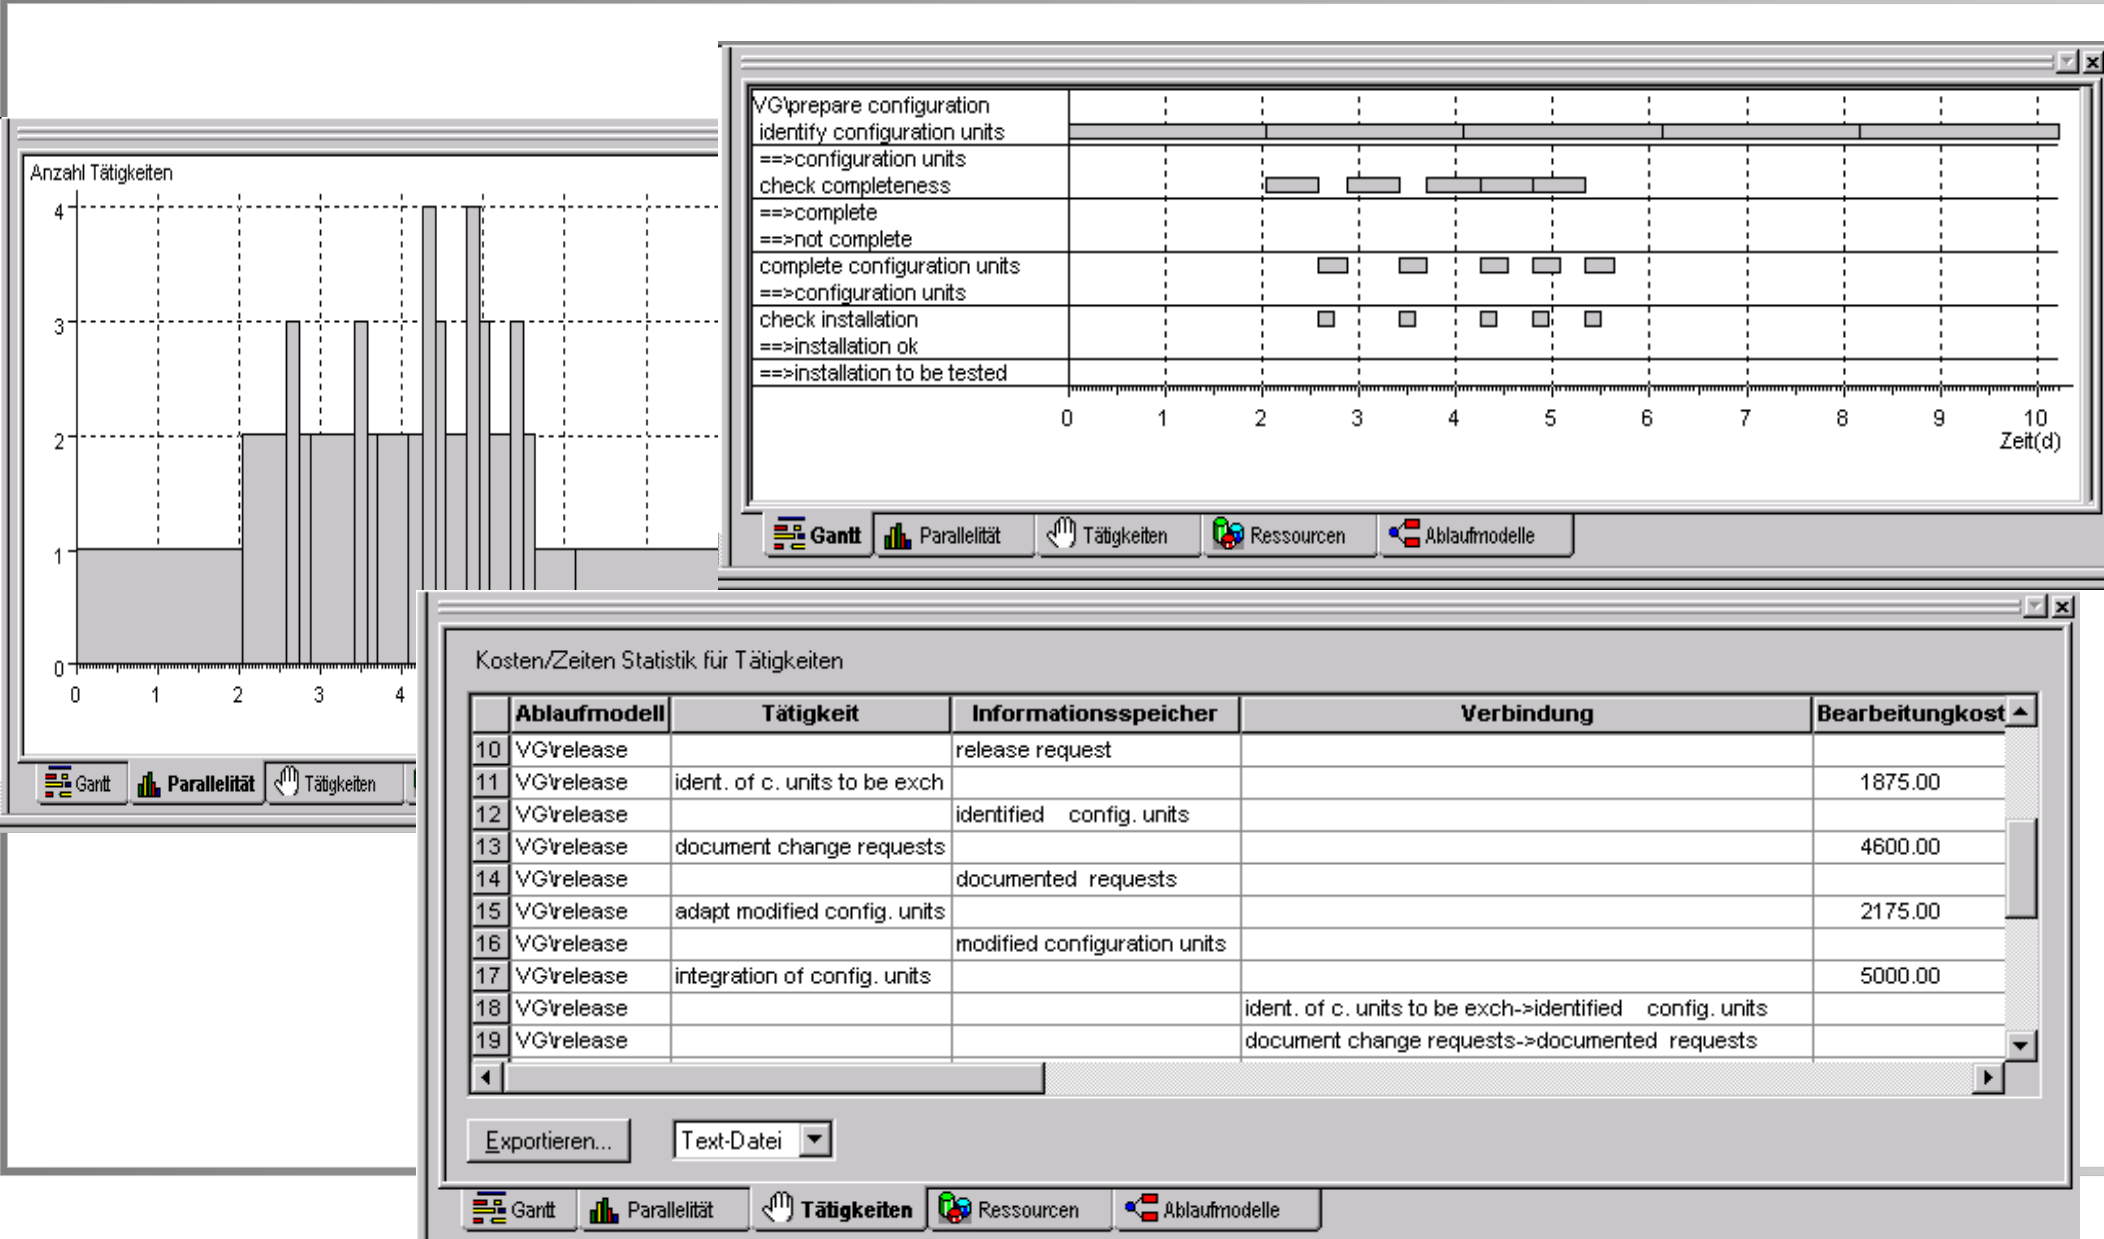 Anzahl Tätigkeiten
4
3
2
1
0
0 1 2 3 4
Gantt Parallelität Tätigkeiten
VG\prepare configuration
identify configuration units
==>configuration units
check completeness
==>complete
==>not complete
complete configuration units
==>configuration units
check installation
==>installation ok
==>installation to be tested
0 1 2 3 4 5 6 7 8 9 10
Zeit(d)
Gantt Parallelität Tätigkeiten Ressourcen Ablaufmodelle
Kosten/Zeiten Statistik für Tätigkeiten
Ablaufmodell Tätigkeit Informationsspeicher Verbindung Bearbeitungkost
10 VG\release release request
11 VG\release ident. of c. units to be exch 1875.00
12 VG\release identified config. units
13 VG\release document change requests 4600.00
14 VG\release documented requests
15 VG\release adapt modified config. units 2175.00
16 VG\release modified configuration units
17 VG\release integration of config. units 5000.00
18 VG\release ident. of c. units to be exch->identified config. units
19 VG\release document change requests->documented requests
Exportieren... Text-Datei
Gantt Parallelität Tätigkeiten Ressourcen Ablaufmodelle